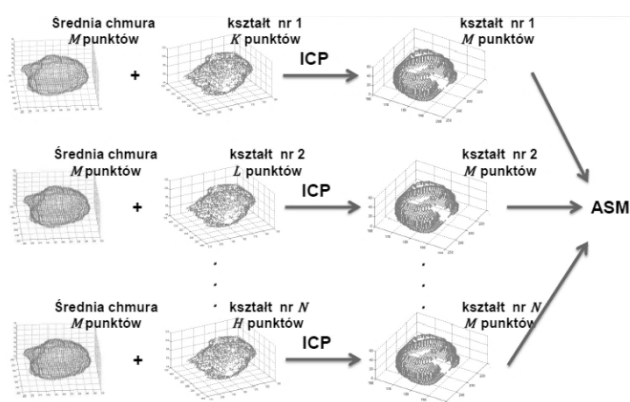 Średnia chmura
M punktów
+
kształt nr 1
K punktów
ICP
kształt nr 1
M punktów
Średnia chmura
M punktów
+
kształt nr 2
L punktów
ICP
kształt nr 2
M punktów
ASM
Średnia chmura
M punktów
+
kształt nr N
H punktów
ICP
kształt nr N
M punktów